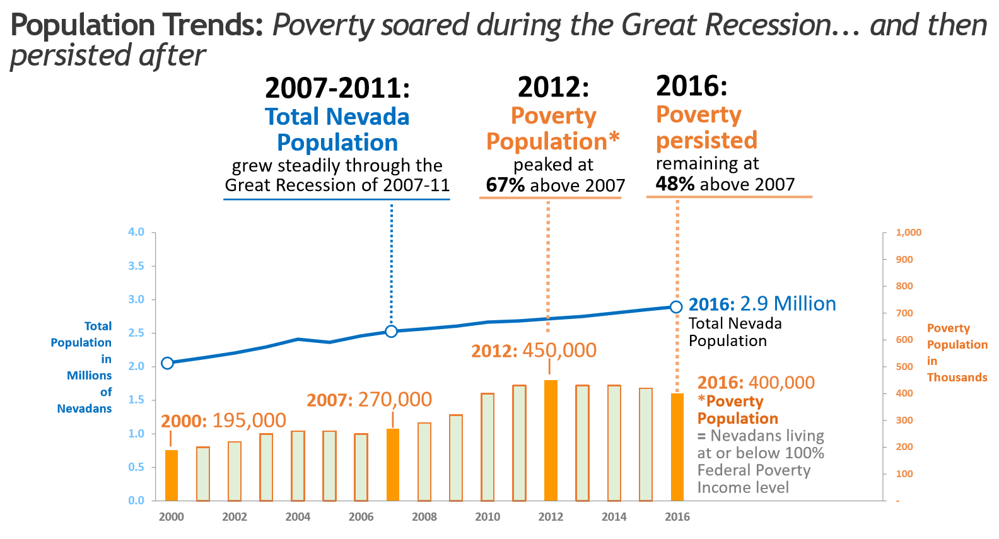 Population Trends: Poverty soared during the Great Recession... and then
persisted after
2007-2011:
Total Nevada
Population
grew steadily through the
Great Recession of 2007-11
2012:
Poverty
Population*
peaked at
67% above 2007
2016:
Poverty
persisted
remaining at
48% above 2007
4.0
3.5
3.0
2.5
2.0
1.5
1.0
0.5
0.0
Total
Population
in
Millions
of
Nevadans
1,000
900
800
700
600
500
400
300
200
100
-
Poverty
Population
in
Thousands
2016: 2.9 Million
Total Nevada
Population
2000: 195,000
2007: 270,000
2012: 450,000
2016: 400,000
*Poverty
Population
= Nevadans living
at or below 100%
Federal Poverty
Income level
2000
2002
2004
2006
2008
2010
2012
2014
2016